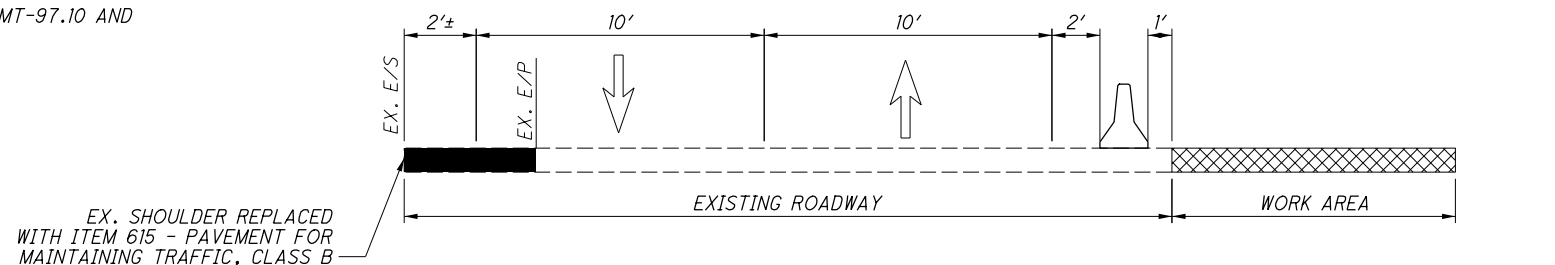 MT-97.10 AND
2'± 10' 10' 2' 1'
EX. E/S
EX. E/P
EXISTING ROADWAY WORK AREA
EX. SHOULDER REPLACED
WITH ITEM 615 - PAVEMENT FOR
MAINTAINING TRAFFIC, CLASS B